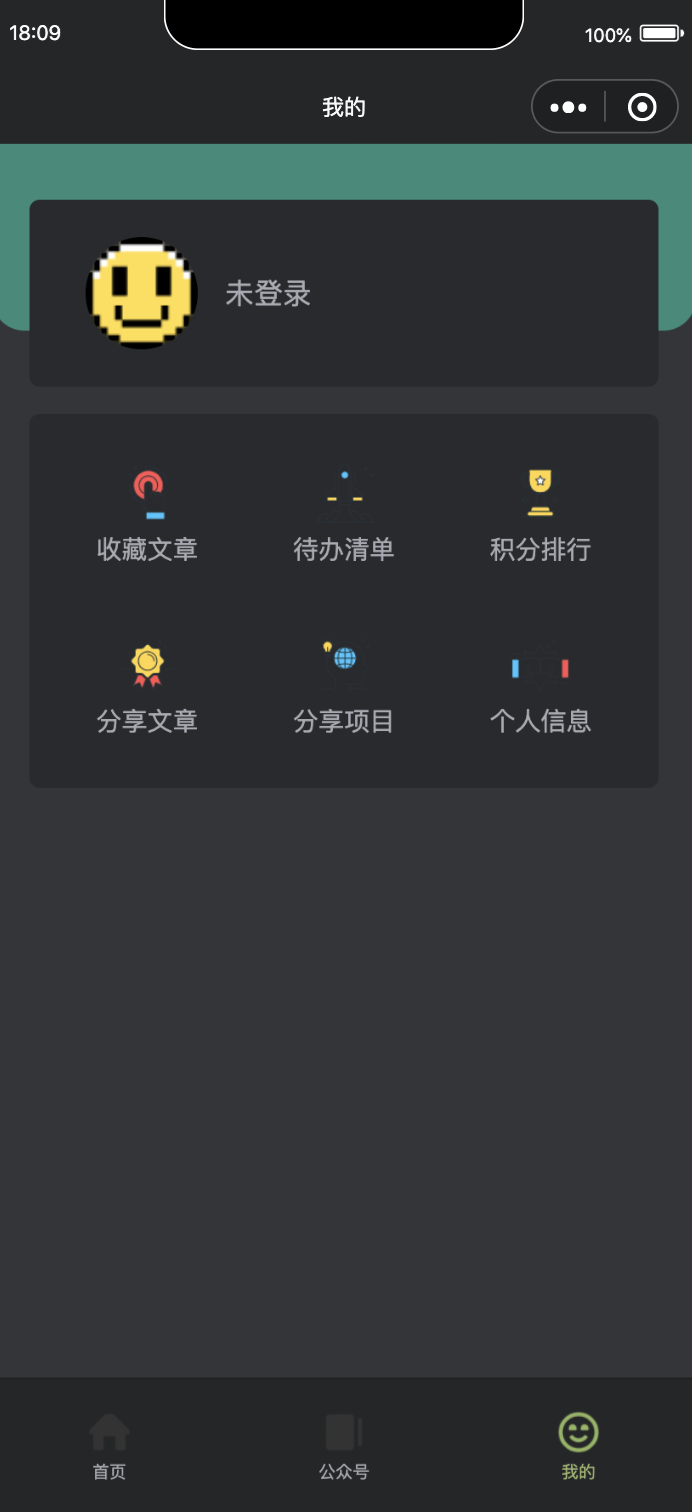 18:09
100%
我的
未登录
收藏文章 待办清单 积分排行
分享文章 分享项目 个人信息
首页 公众号 我的